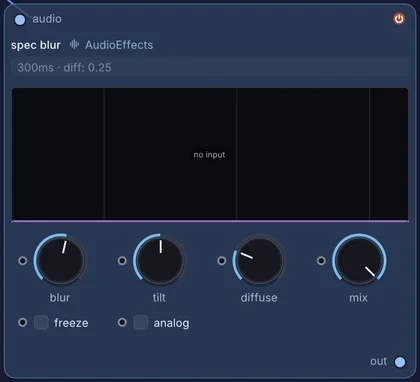 audio
spec blur AudioEffects
300ms · diff: 0.25
no input
blur tilt diffuse mix
freeze analog
out